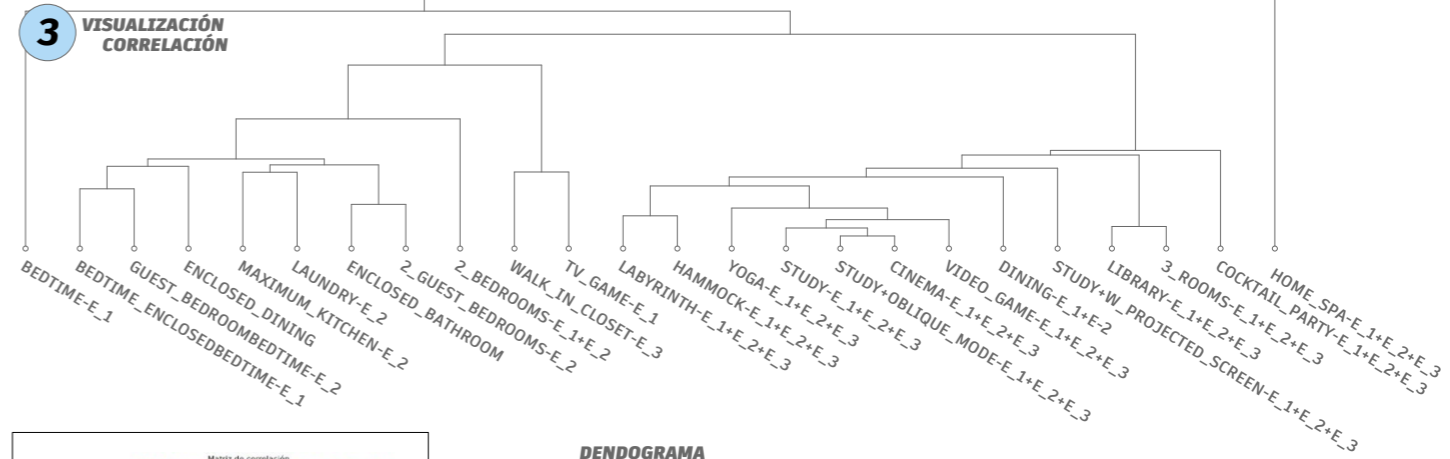 3
VISUALIZACIÓN
CORRELACIÓN
BEDTIME-E_1
BEDTIME_ENCLOSEDBEDTIME-E_1
GUEST_BEDROOMBEDTIME-E_2
ENCLOSED_DINING
MAXIMUM_KITCHEN-E_2
LAUNDRY-E_2
ENCLOSED_BATHROOM
2_GUEST_BEDROOMS-E_2
2_BEDROOMS-E_1+E_2
WALK_IN_CLOSET-E_3
TV_GAME-E_1
LABYRINTH-E_1+E_2+E_3
HAMMOCK-E_1+E_2+E_3
YOGA-E_1+E_2+E_3
STUDY-E_1+E_2+E_3
STUDY+OBLIQUE_MODE-E_1+E_2+E_3
CINEMA-E_1+E_2+E_3
VIDEO_GAME-E_1+E_2+E_3
DINING-E_1+E-2
STUDY+W_PROJECTED_SCREEN-E_1+E_2+E_3
LIBRARY-E_1+E_2+E_3
3_ROOMS-E_1+E_2+E_3
COCKTAIL_PARTY-E_1+E_2+E_3
HOME_SPA-E_1+E_2+E_3
Matriz de correlación
DENDOGRAMA